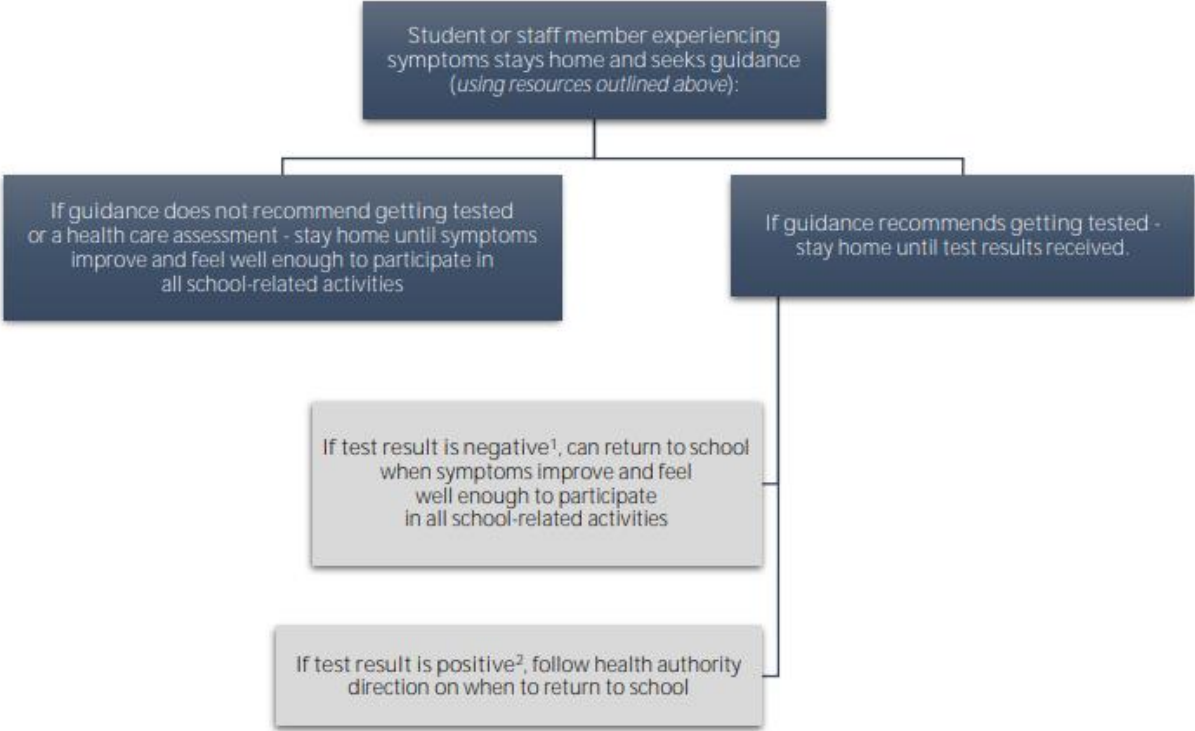 Student or staff member experiencing
symptoms stays home and seeks guidance
(using resources outlined above):
If guidance does not recommend getting tested
or a health care assessment - stay home until symptoms
improve and feel well enough to participate in
all school-related activities
If guidance recommends getting tested -
stay home until test results received.
If test result is negative¹, can return to school
when symptoms improve and feel
well enough to participate
in all school-related activities
If test result is positive², follow health authority
direction on when to return to school